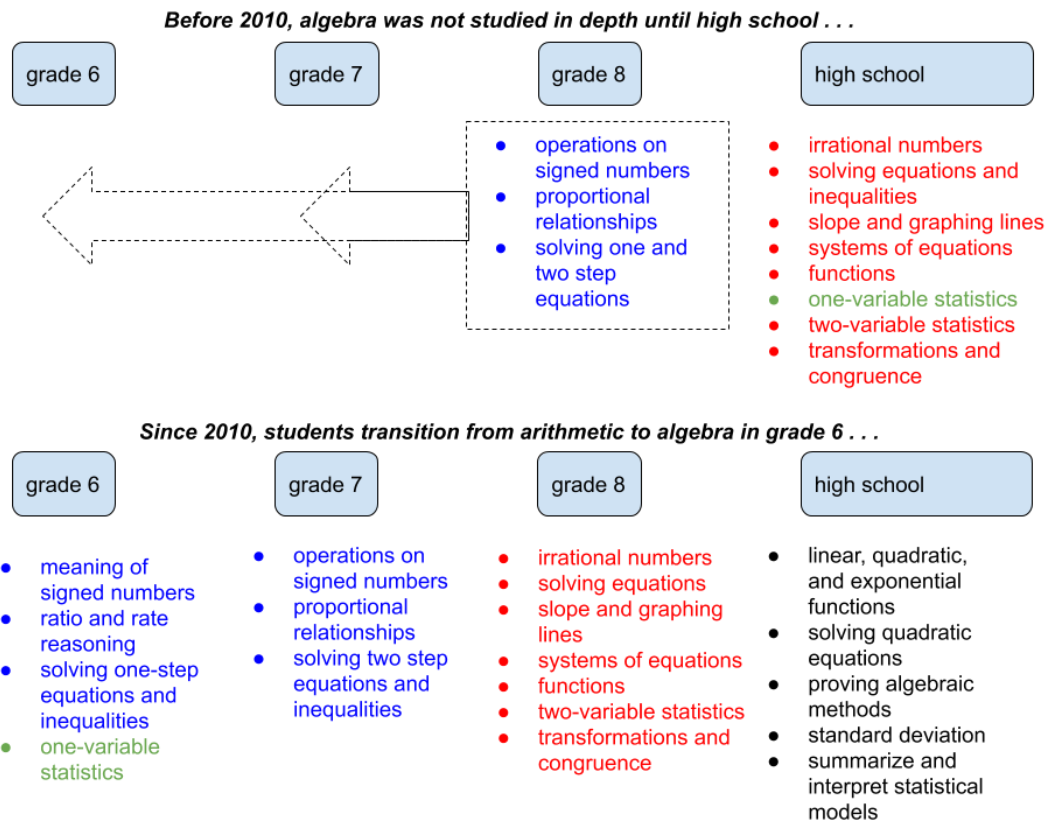 Before 2010, algebra was not studied in depth until high school . . .
grade 6
grade 7
grade 8
high school
● operations on
signed numbers
● proportional
relationships
● solving one and
two step
equations
● irrational numbers
● solving equations and
inequalities
● slope and graphing lines
● systems of equations
● functions
● one-variable statistics
● two-variable statistics
● transformations and
congruence
Since 2010, students transition from arithmetic to algebra in grade 6 . . .
grade 6
grade 7
grade 8
high school
● meaning of
signed numbers
● ratio and rate
reasoning
● solving one-step
equations and
inequalities
● one-variable
statistics
● operations on
signed numbers
● proportional
relationships
● solving two step
equations and
inequalities
● irrational numbers
● solving equations
● slope and graphing
lines
● systems of equations
● functions
● two-variable statistics
● transformations and
congruence
● linear, quadratic,
and exponential
functions
● solving quadratic
equations
● proving algebraic
methods
● standard deviation
● summarize and
interpret statistical
models